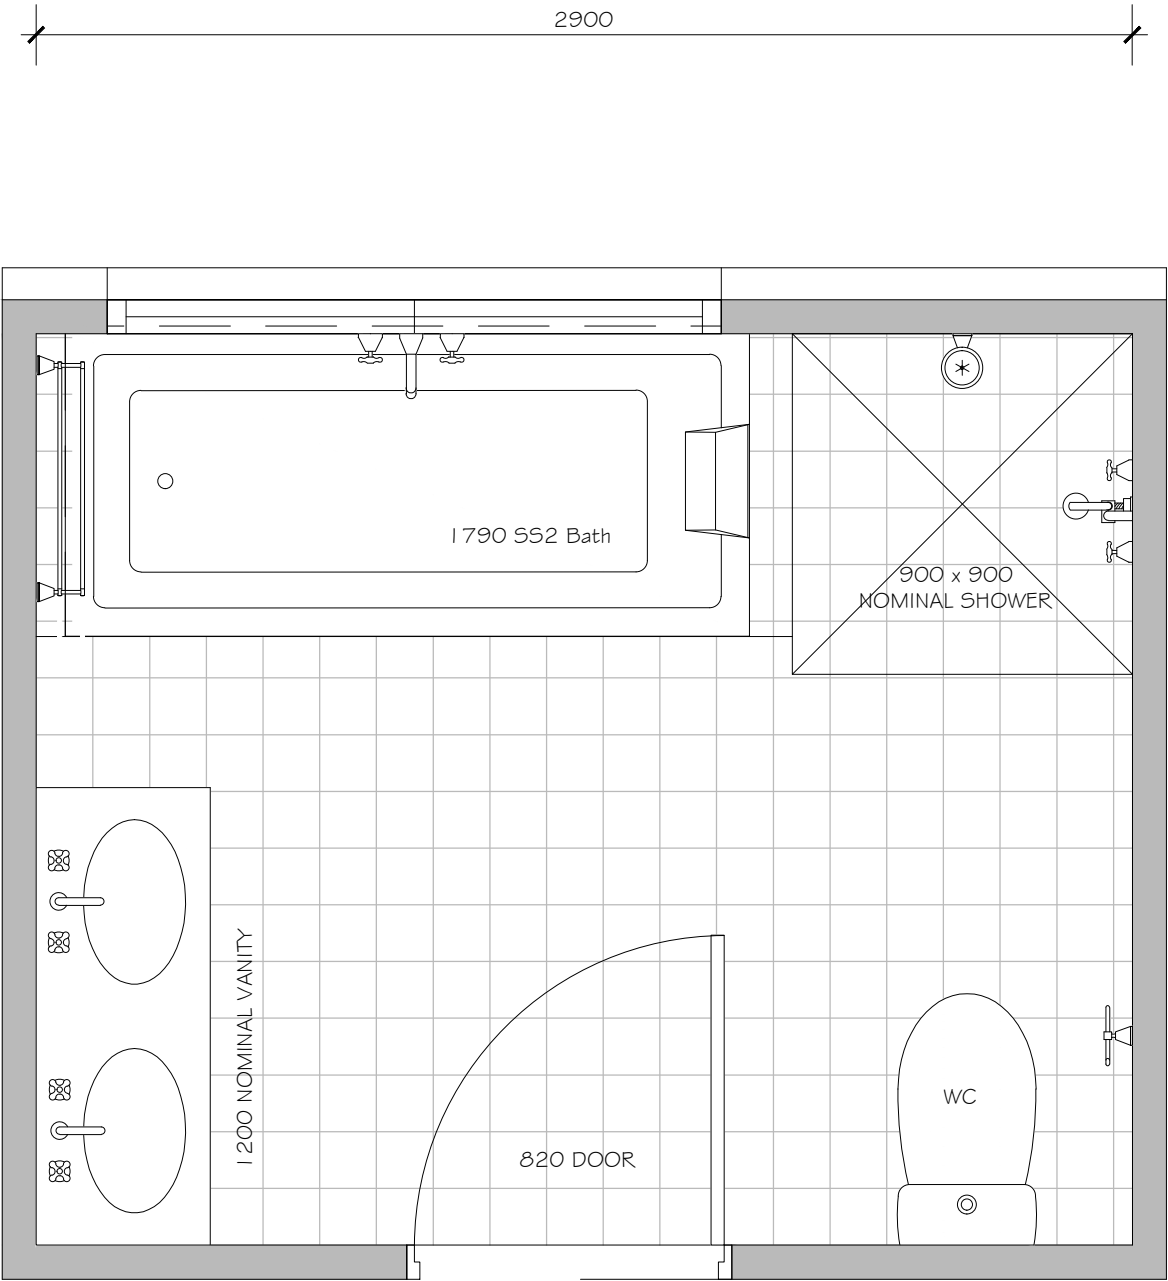 2900
1790 SS2 Bath
900 x 900
NOMINAL SHOWER
1200 NOMINAL VANITY
WC
820 DOOR